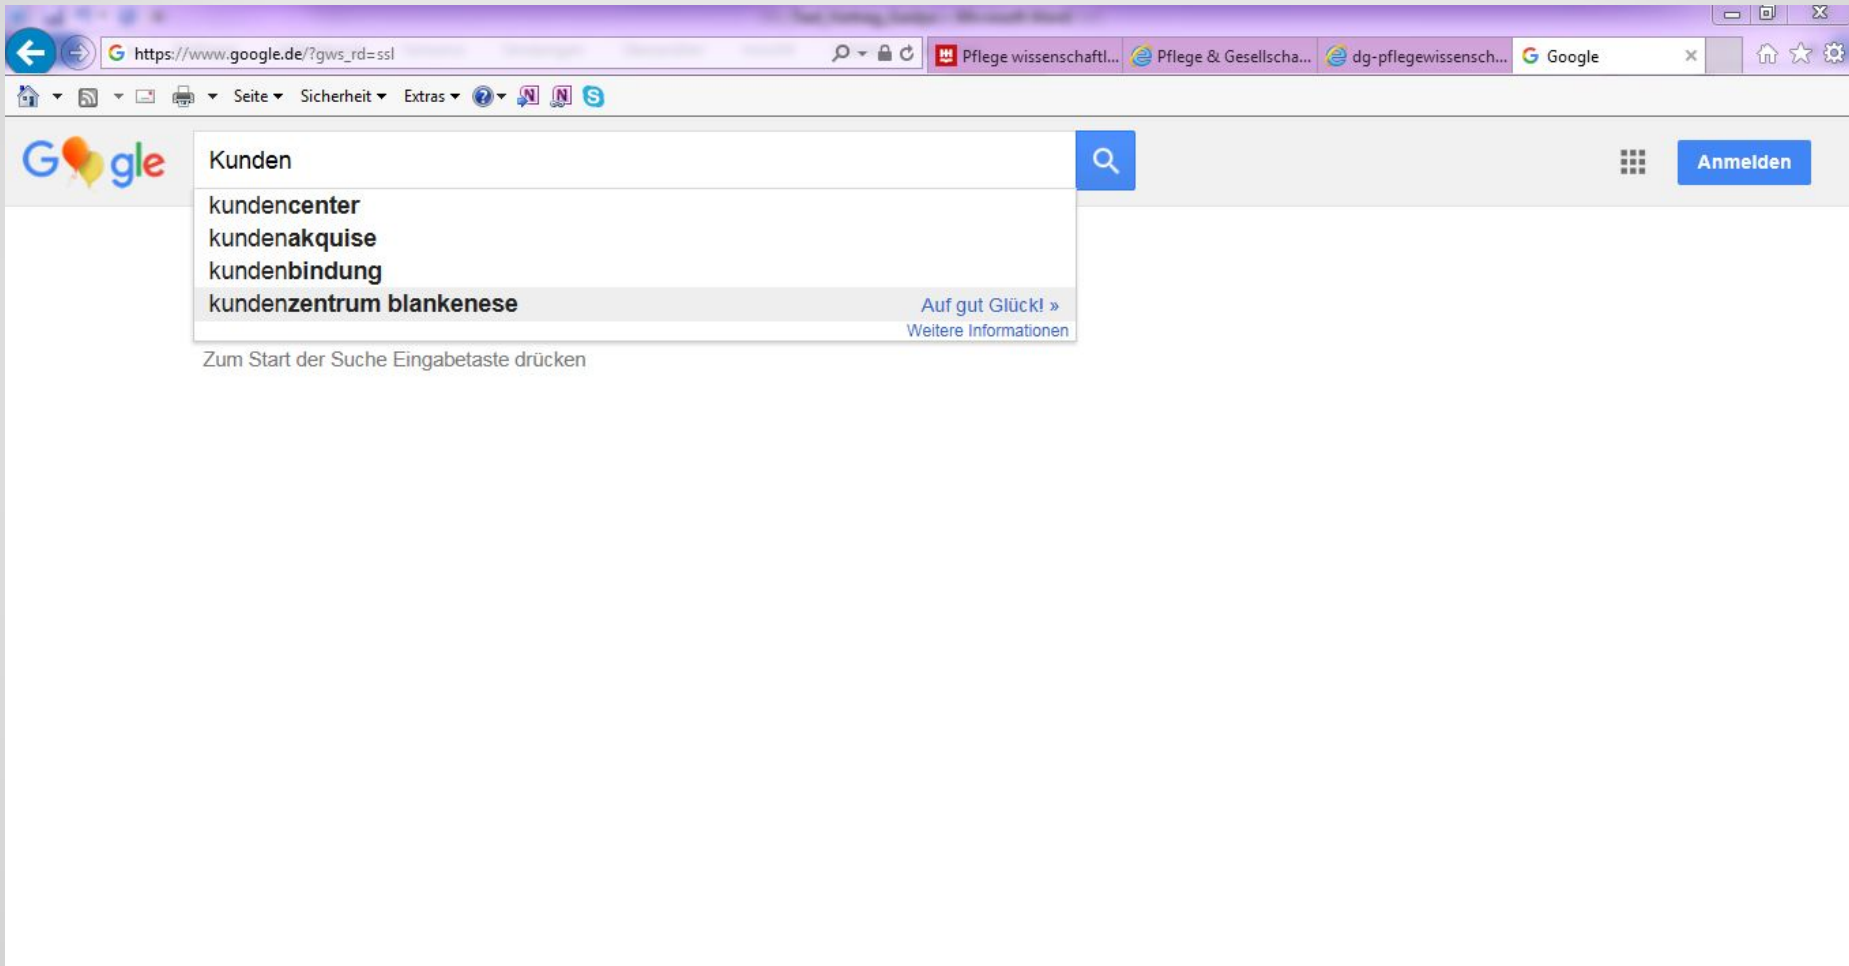 https://www.google.de/?gws_rd=ssl
Pflege wissenschaftl...
Pflege & Gesellscha...
dg-pflegewissensch...
Google
Seite
Sicherheit
Extras
G gle
Kunden
Anmelden
kundencenter
kundenakquise
kundenbindung
kundenzentrum blankenese
Auf gut Glück! »
Weitere Informationen
Zum Start der Suche Eingabetaste drücken